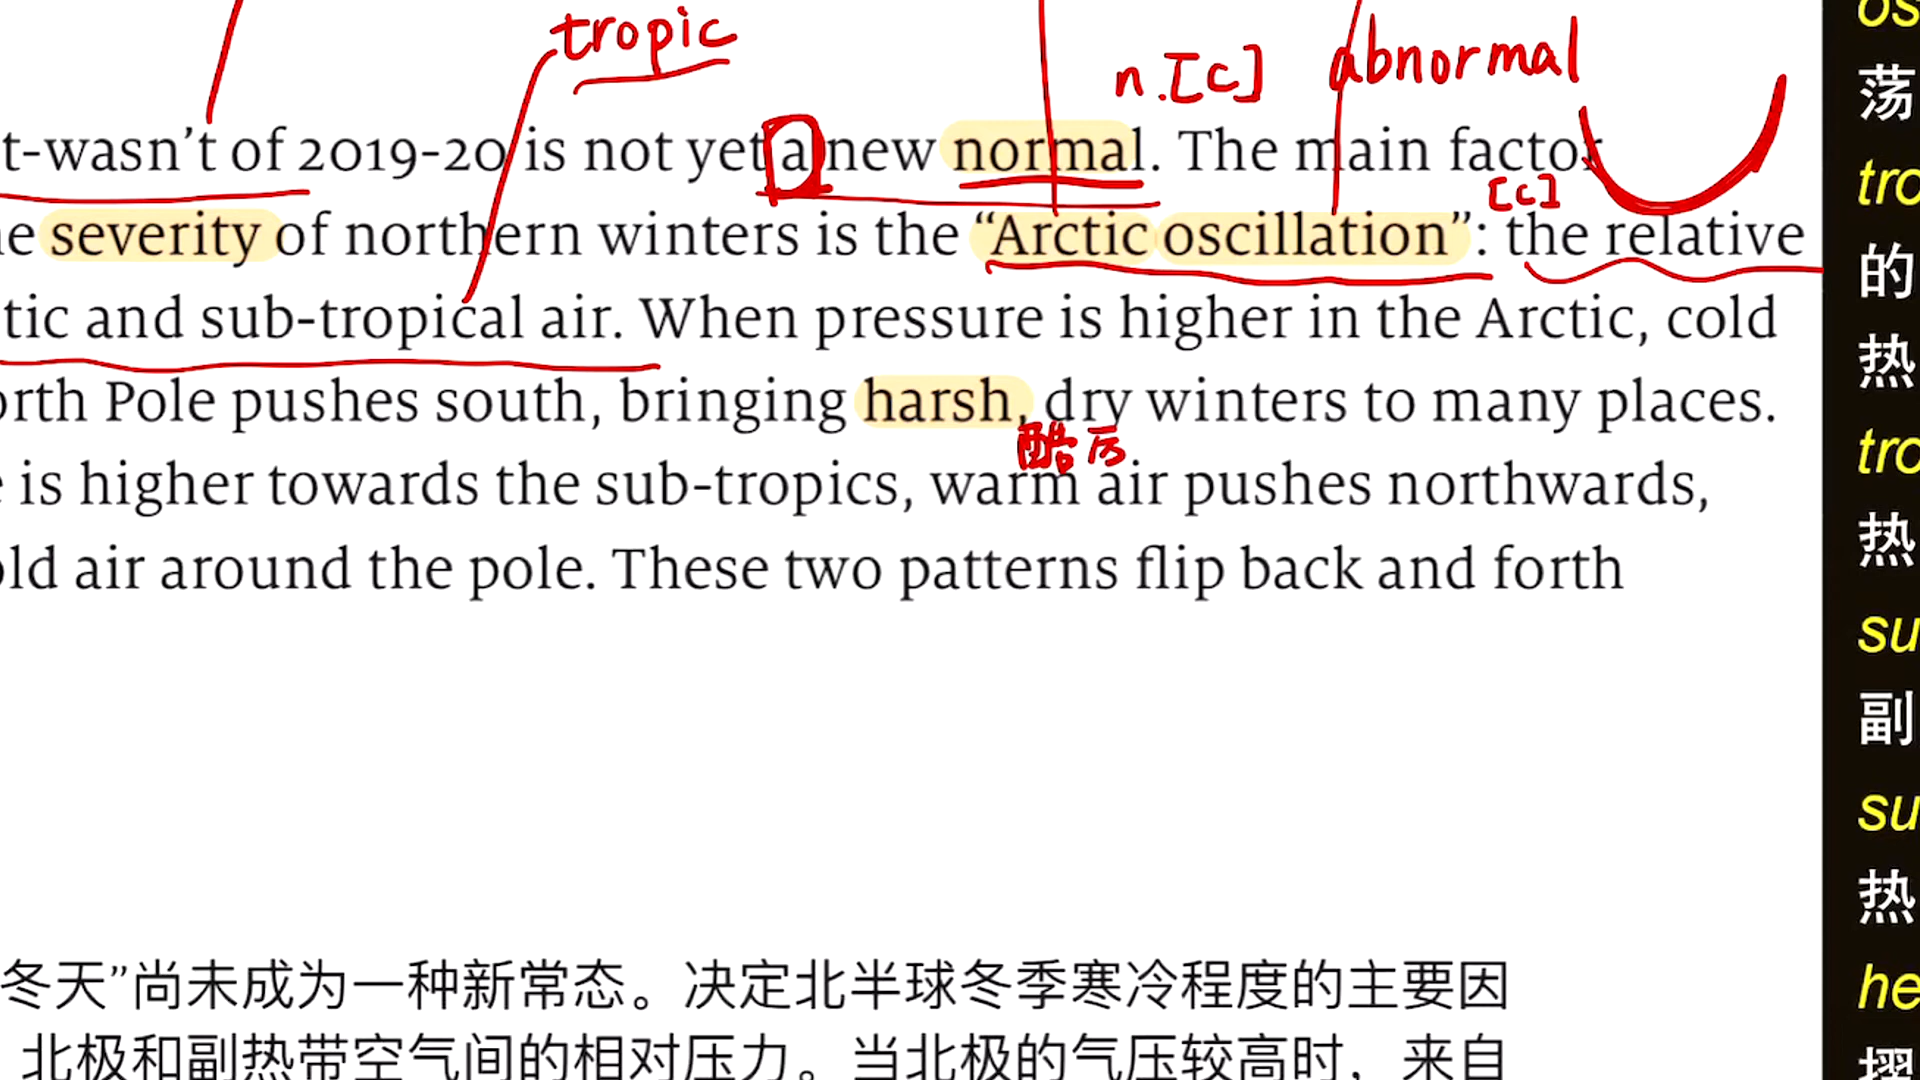 tropic
n.[c]
abnormal
t-wasn't of 2019-20 is not yet a new normal. The main factor
[c]
severity of northern winters is the “Arctic oscillation”: the relative
tic and sub-tropical air. When pressure is higher in the Arctic, cold
orth Pole pushes south, bringing harsh, dry winters to many places.
酷厉
is higher towards the sub-tropics, warm air pushes northwards,
old air around the pole. These two patterns flip back and forth
冬天”尚未成为一种新常态。决定北半球冬季寒冷程度的主要因
北极和副热带空气间的相对压力。当北极的气压较高时，来自
os
荡
tro
的
热
tro
热
su
副
su
热
he